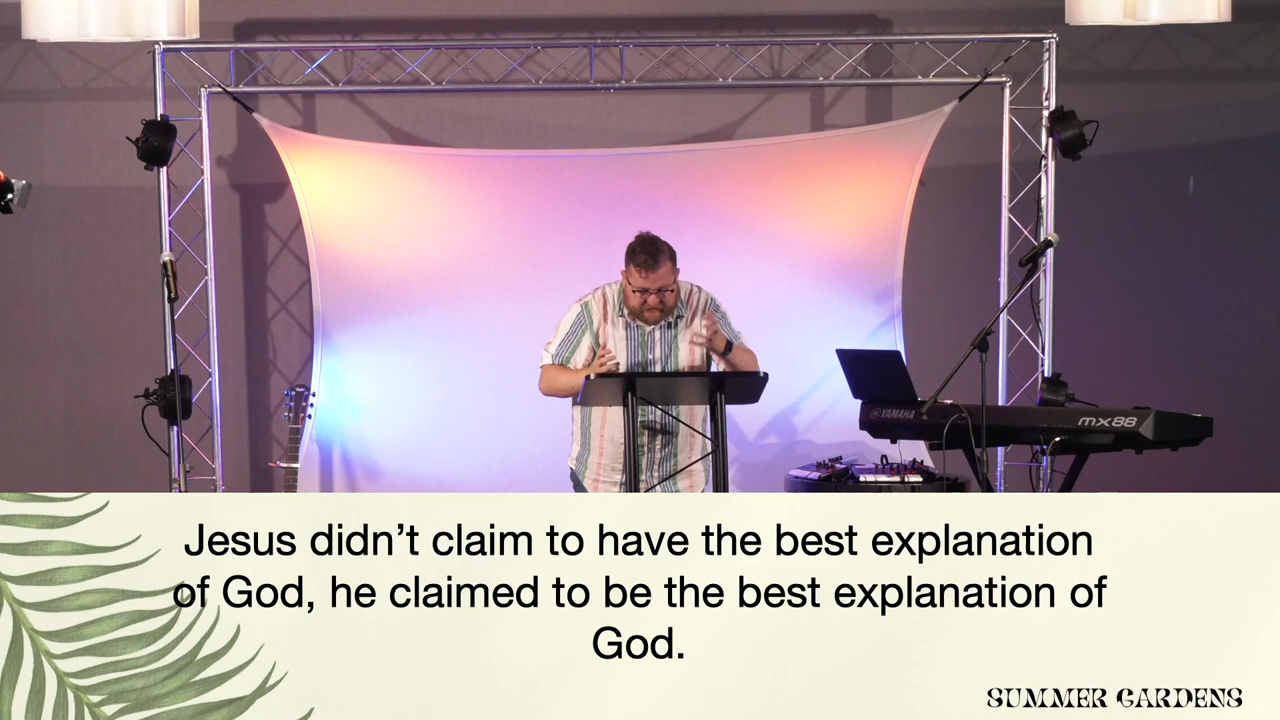 YAMAHA
MX88
Jesus didn’t claim to have the best explanation
of God, he claimed to be the best explanation of
God.
SUMMER GARDENS